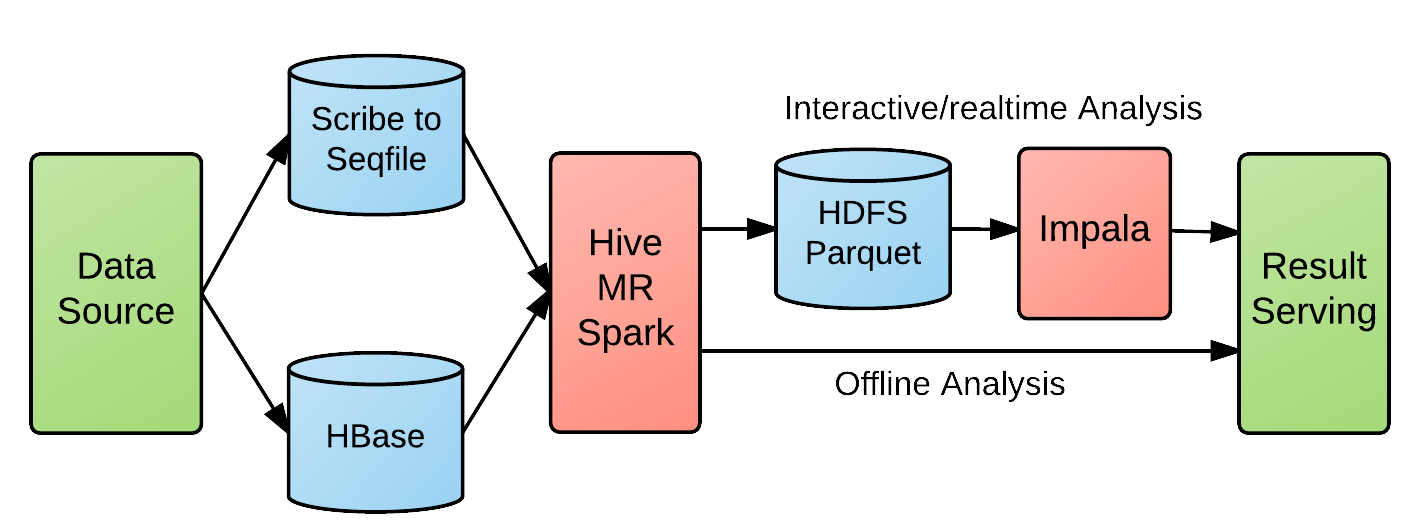 Data
Source
Scribe to
Seqfile
HBase
Hive
MR
Spark
Interactive/realtime Analysis
HDFS
Parquet
Impala
Offline Analysis
Result
Serving